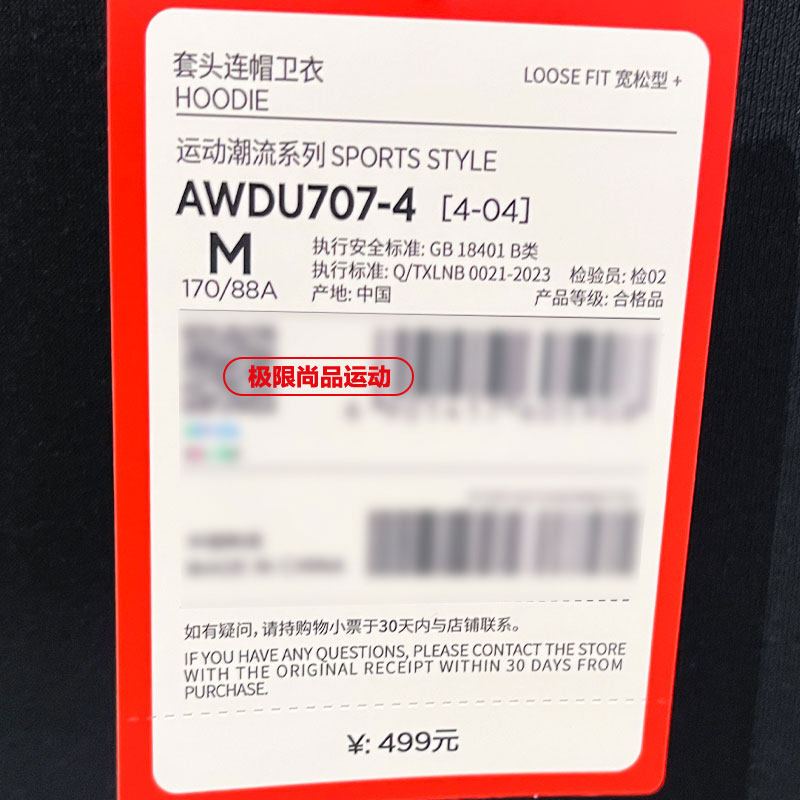 套头连帽卫衣
HOODIE
LOOSE FIT 宽松型 +
运动潮流系列 SPORTS STYLE
AWDU707-4 [4-04]
M
170/88A
执行安全标准: GB 18401 B类
执行标准: Q/TXLNB 0021-2023 检验员: 检02
产地: 中国 产品等级: 合格品
极限尚品运动
如有疑问,请持购物小票于30天内与店铺联系。
IF YOU HAVE ANY QUESTIONS, PLEASE CONTACT THE STORE
WITH THE ORIGINAL RECEIPT WITHIN 30 DAYS FROM
PURCHASE.
¥: 499元